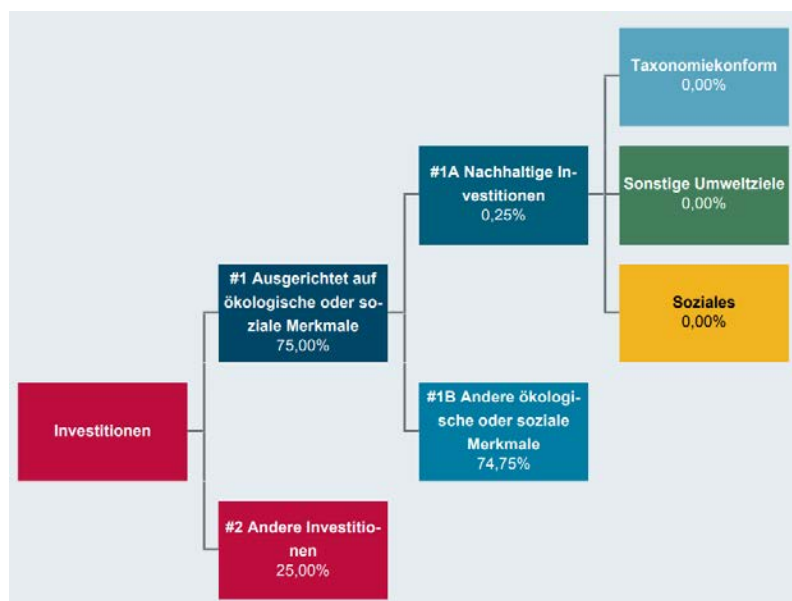 Taxonomiekonform
0,00%
#1A Nachhaltige In-
vestitionen
0,25%
Sonstige Umweltziele
0,00%
#1 Ausgerichtet auf
ökologische oder so-
ziale Merkmale
75,00%
Soziales
0,00%
Investitionen
#1B Andere ökologi-
sche oder soziale
Merkmale
74,75%
#2 Andere Investitio-
nen
25,00%